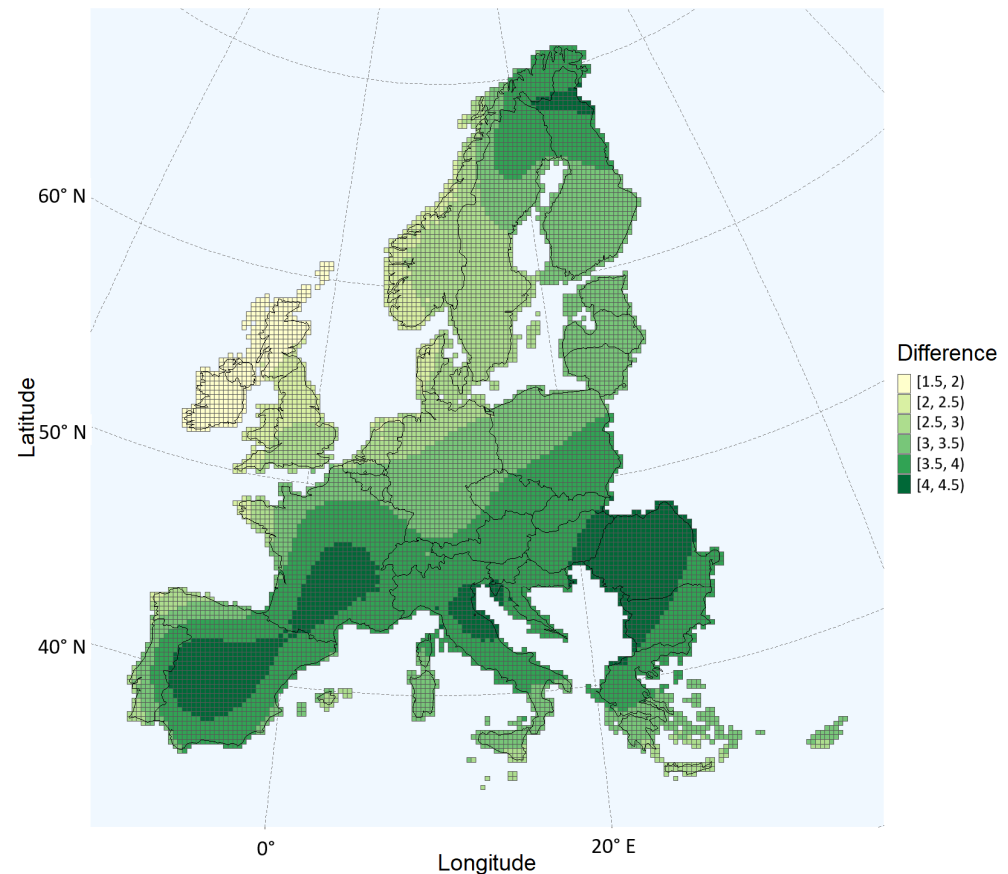 60° N
50° N
40° N
Latitude
0°
20° E
Longitude
Difference
[1.5, 2)
[2, 2.5)
[2.5, 3)
[3, 3.5)
[3.5, 4)
[4, 4.5)